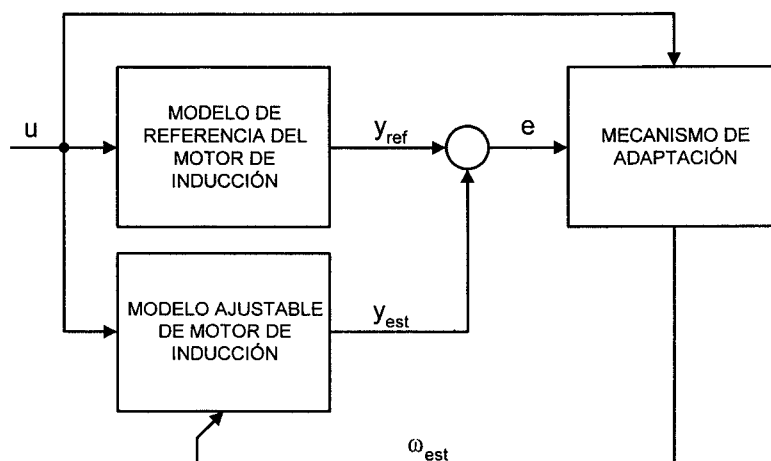 u
MODELO DE
REFERENCIA DEL
MOTOR DE
INDUCCIÓN
y_ref
e
MECANISMO DE
ADAPTACIÓN
MODELO AJUSTABLE
DE MOTOR DE
INDUCCIÓN
y_est
ω_est